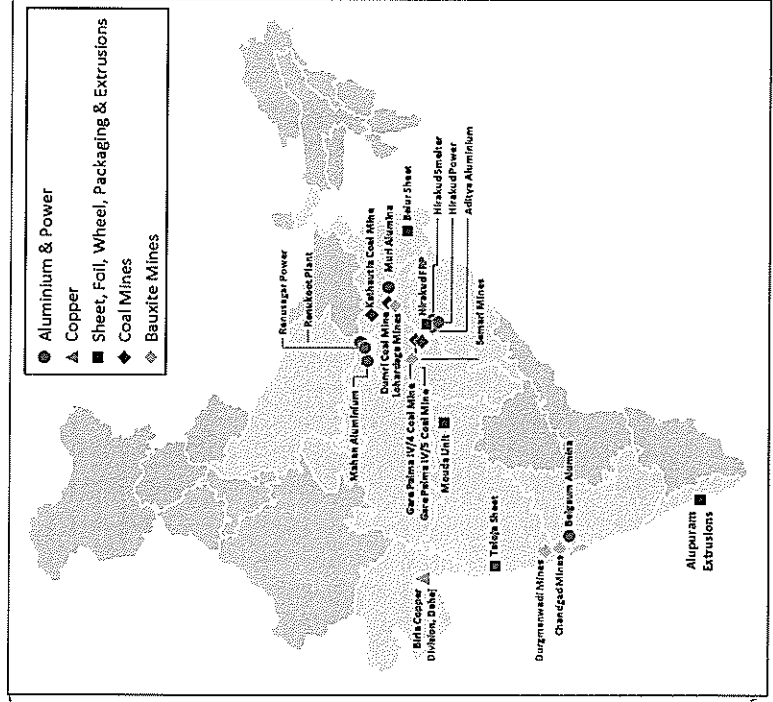 Aluminium & Power
Copper
Sheet, Foil, Wheel, Packaging & Extrusions
Coal Mines
Bauxite Mines
Renusagar Power
Renukoot Plant
Mahan Aluminium
Kathautia Coal Mine
Dumri Coal Mine
Muri Alumina
Lohardaga Mines
Belur Sheet
Gare Palma IV/4 Coal Mine
Gare Palma IV/5 Coal Mine
Hirakud FRP
Hirakud Smelter
Hirakud Power
Aditya Aluminium
Semari Mines
Mouda Unit
Birla Copper
Division, Dahej
Taloja Sheet
Durgmanwadi Mines
Chandgad Mines
Belgaum Alumina
Alupuram
Extrusions